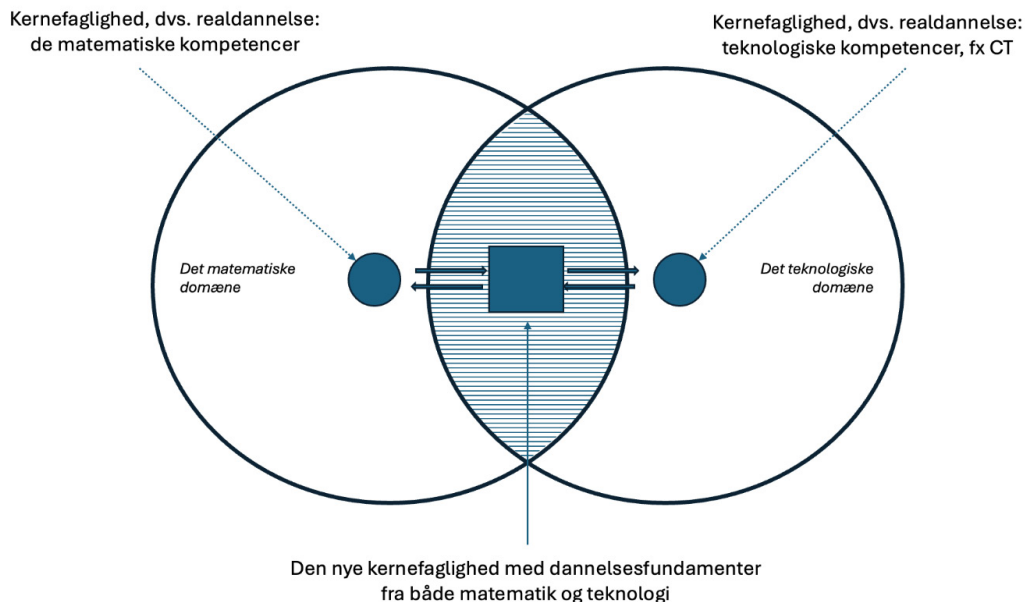 Kernefaglighed, dvs. realdannelse:
de matematiske kompetencer
Kernefaglighed, dvs. realdannelse:
teknologiske kompetencer, fx CT
Det matematiske
domæne
Det teknologiske
domæne
Den nye kernefaglighed med dannelsesfundamenter
fra både matematik og teknologi